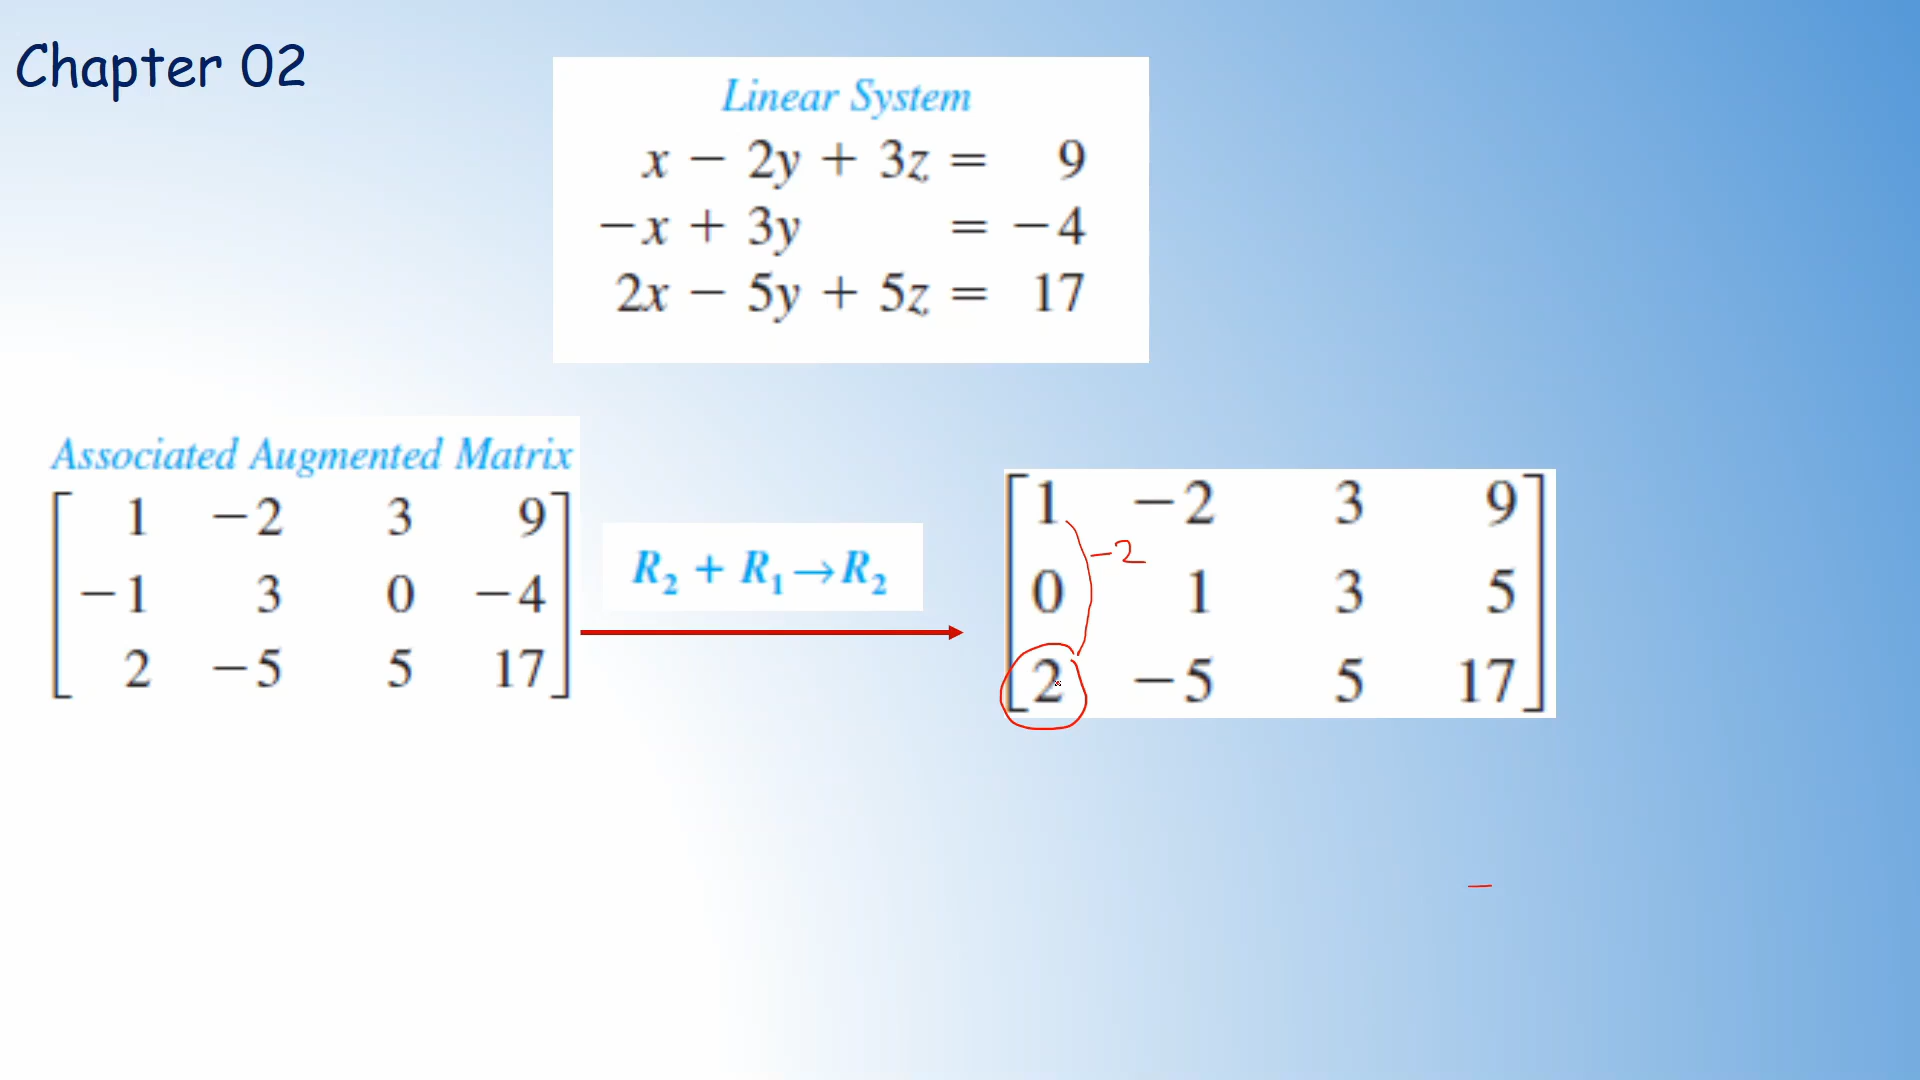 Chapter 02
Linear System
x − 2y + 3z = 9
−x + 3y = −4
2x − 5y + 5z = 17
Associated Augmented Matrix
1 −2 3 9
−1 3 0 −4
2 −5 5 17
R₂ + R₁ → R₂
1 −2 3 9
−2
0 1 3 5
2 −5 5 17